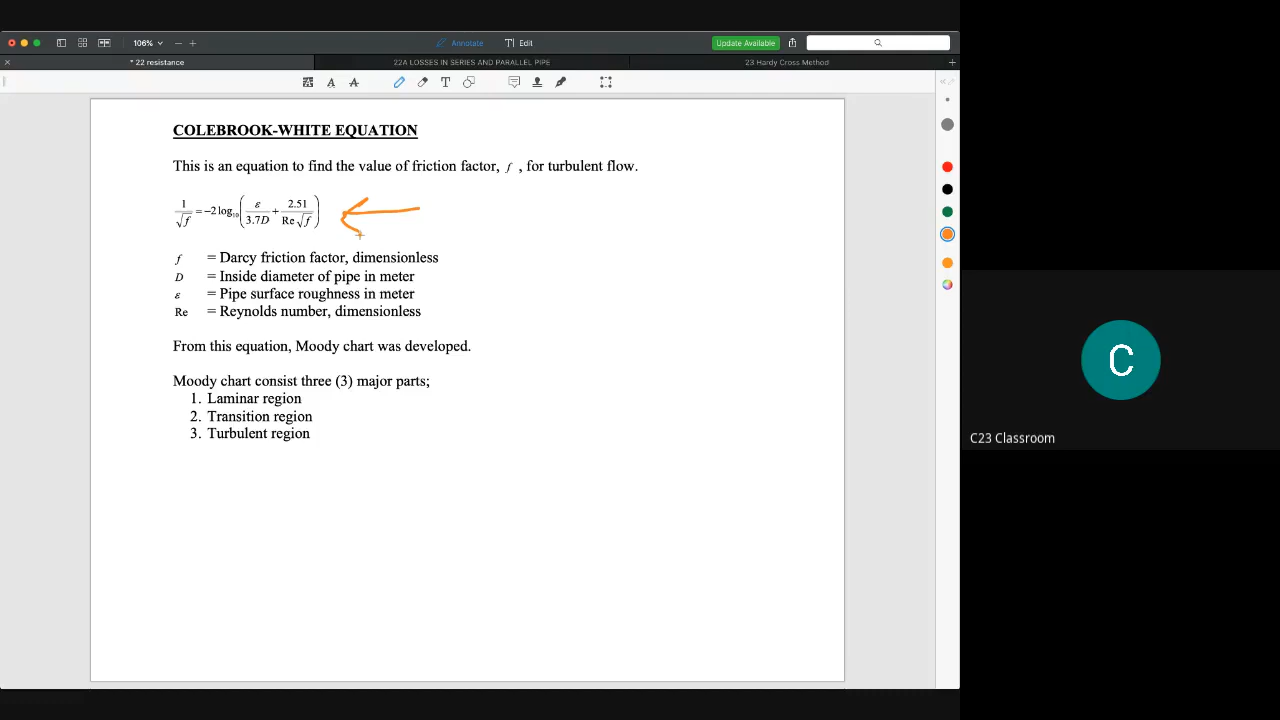 106%
Annotate
Edit
Update Available
* 22 resistance
22A LOSSES IN SERIES AND PARALLEL PIPE
23 Hardy Cross Method
COLEBROOK-WHITE EQUATION
This is an equation to find the value of friction factor, f , for turbulent flow.
1/√f = −2 log₁₀(ε/3.7D + 2.51/Re √f)
f = Darcy friction factor, dimensionless
D = Inside diameter of pipe in meter
ε = Pipe surface roughness in meter
Re = Reynolds number, dimensionless
From this equation, Moody chart was developed.
Moody chart consist three (3) major parts;
1. Laminar region
2. Transition region
3. Turbulent region
C
C23 Classroom